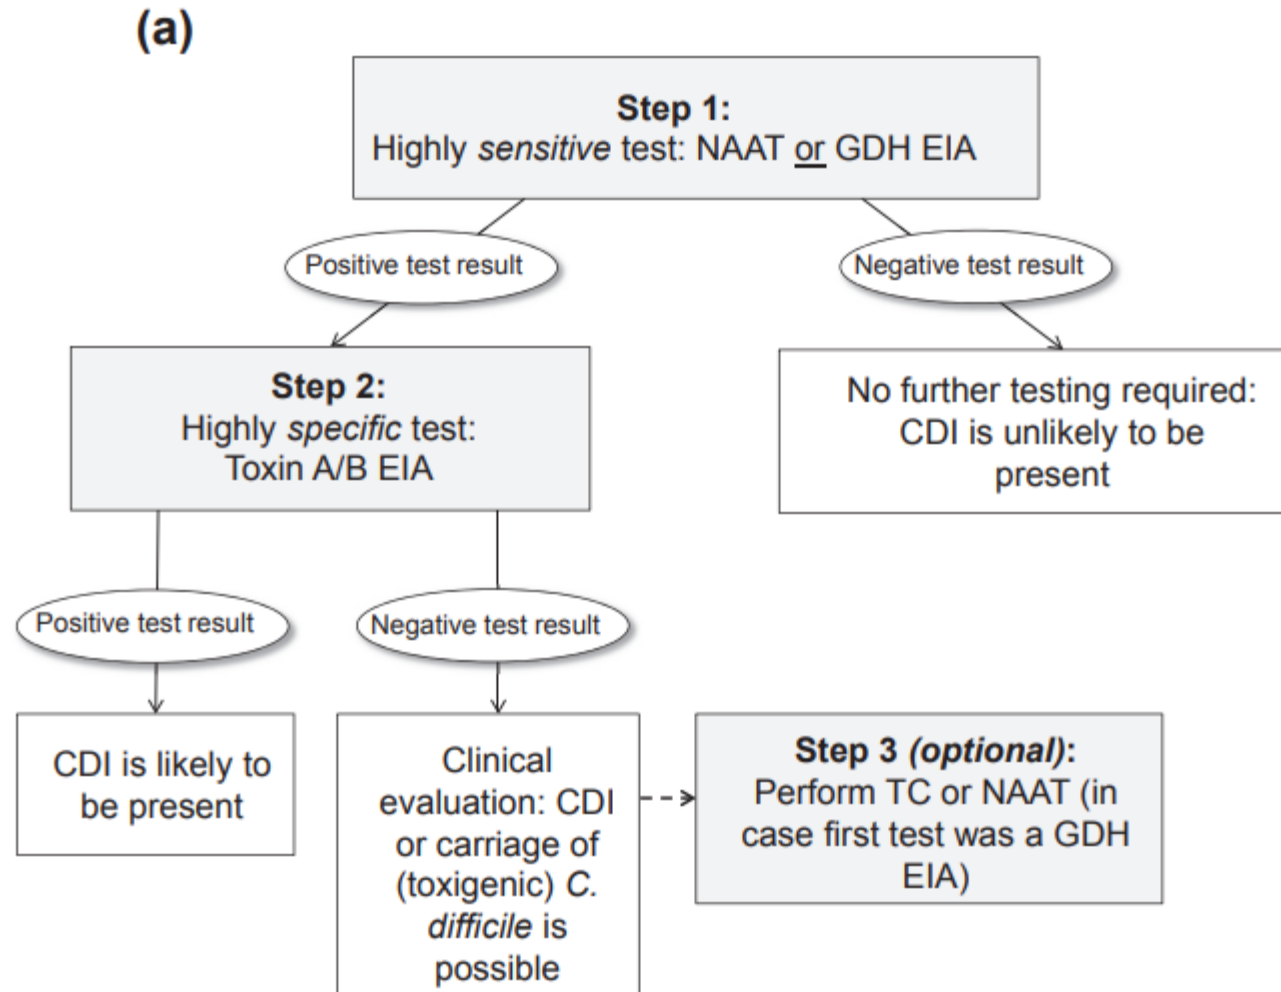 (a)
Step 1:
Highly sensitive test: NAAT or GDH EIA
Positive test result
Negative test result
Step 2:
Highly specific test:
Toxin A/B EIA
No further testing required:
CDI is unlikely to be
present
Positive test result
Negative test result
CDI is likely to
be present
Clinical
evaluation: CDI
or carriage of
(toxigenic) C.
difficile is
possible
Step 3 (optional):
Perform TC or NAAT (in
case first test was a GDH
EIA)